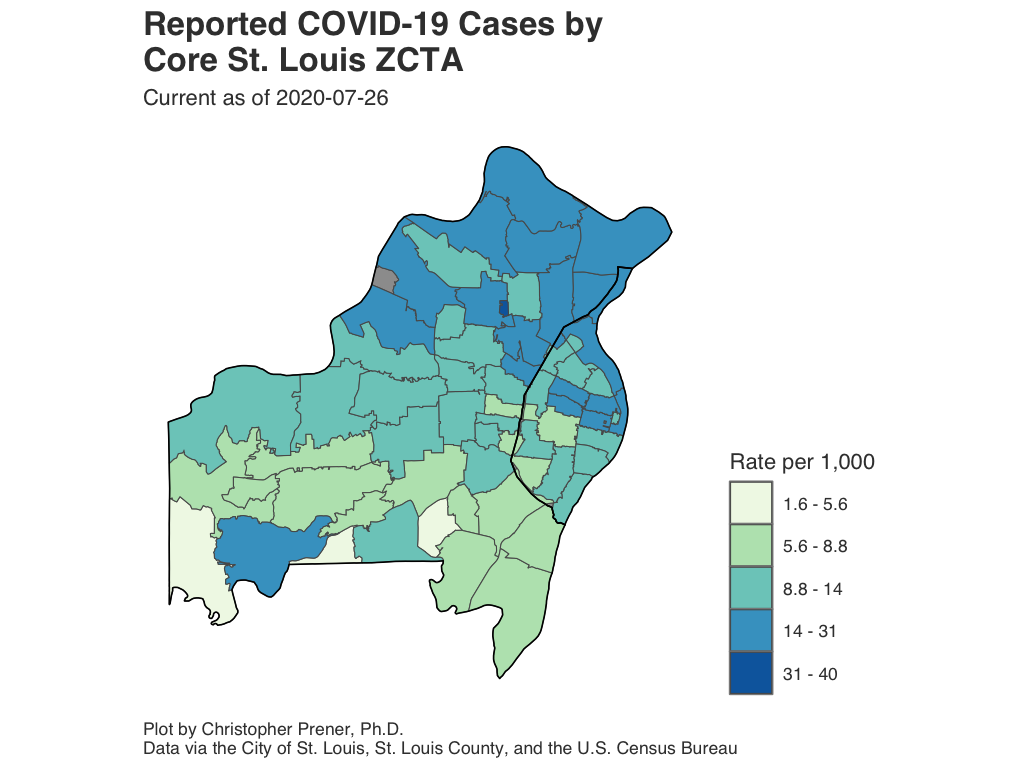 Reported COVID-19 Cases by
Core St. Louis ZCTA
Current as of 2020-07-26
Rate per 1,000
1.6 - 5.6
5.6 - 8.8
8.8 - 14
14 - 31
31 - 40
Plot by Christopher Prener, Ph.D.
Data via the City of St. Louis, St. Louis County, and the U.S. Census Bureau